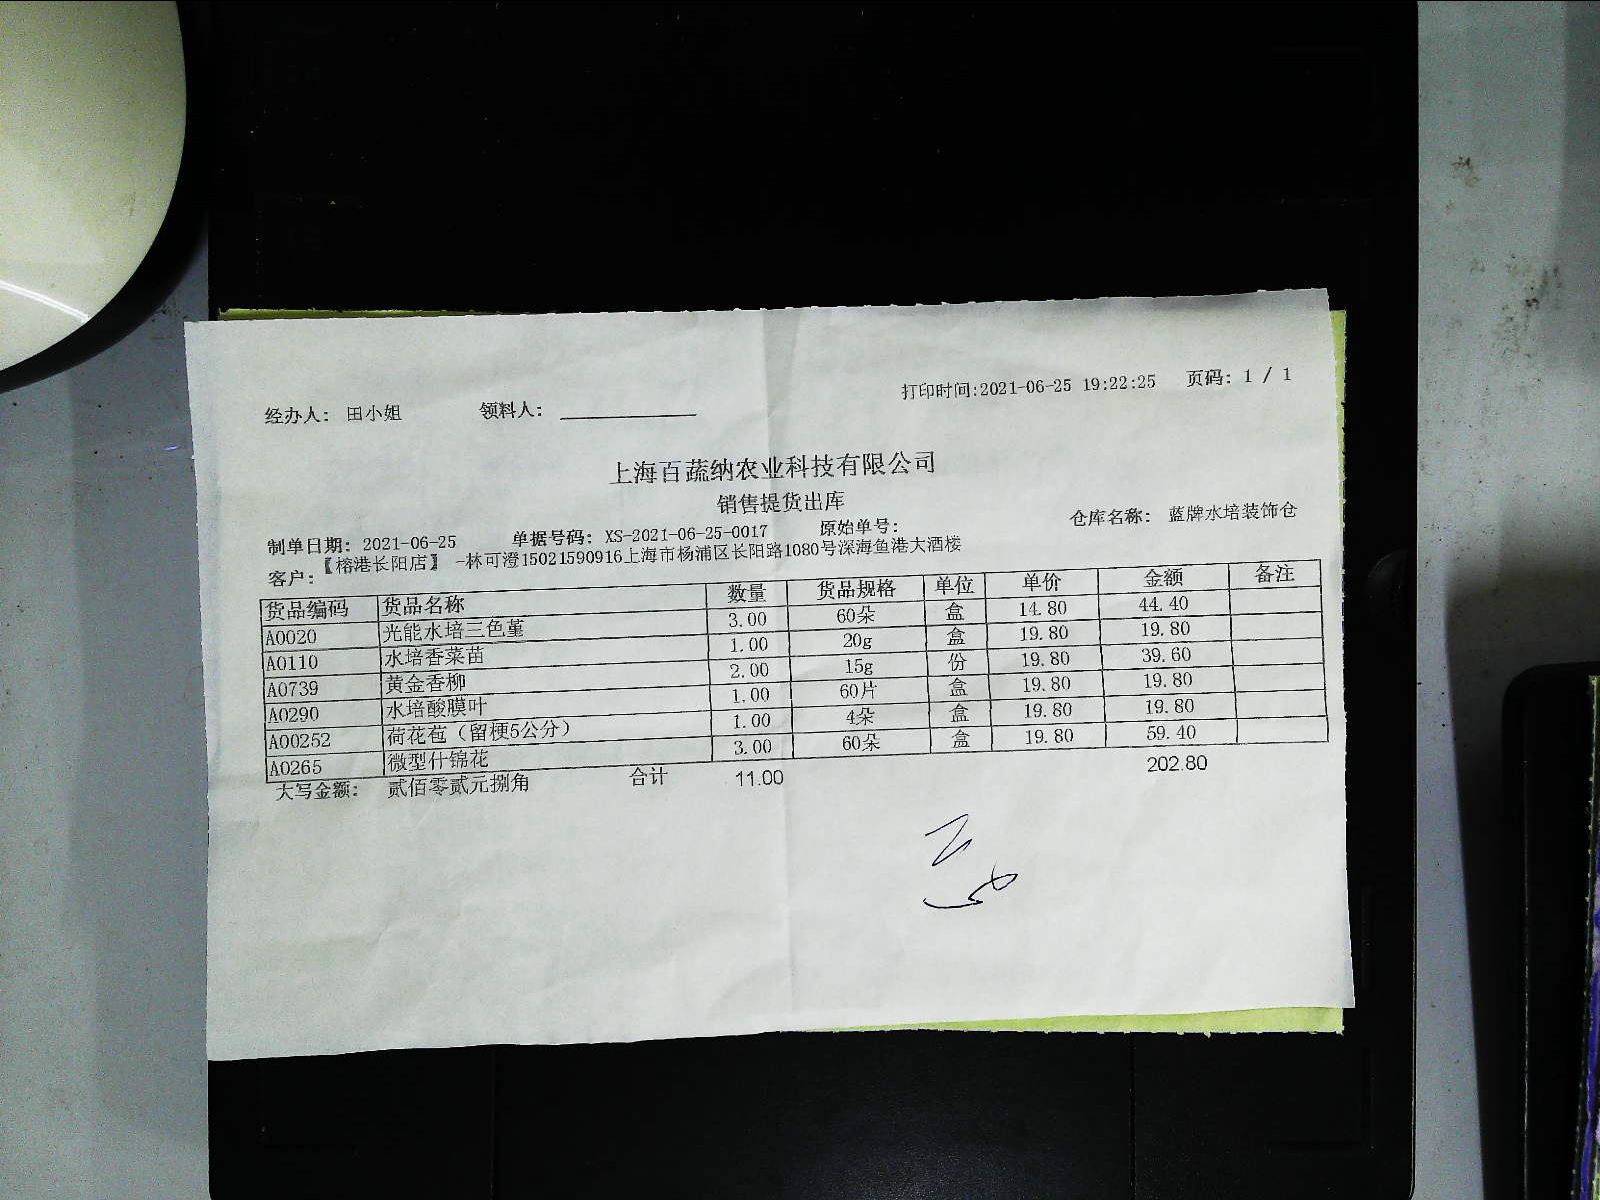 打印时间:2021-06-25 19:22:25 页码: 1 / 1
经办人: 田小姐 领料人:
上海百蔬纳农业科技有限公司
销售提货出库
制单日期: 2021-06-25 单据号码: XS-2021-06-25-0017 原始单号: 仓库名称: 蓝牌水培装饰仓
客户:【榕港长阳店】 -林可澄15021590916上海市杨浦区长阳路1080号深海鱼港大酒楼
货品编码 货品名称 数量 货品规格 单位 单价 金额 备注
A0020 光能水培三色堇 3.00 60朵 盒 14.80 44.40
A0110 水培香菜苗 1.00 20g 盒 19.80 19.80
A0739 黄金香柳 2.00 15g 份 19.80 39.60
A0290 水培酸膜叶 1.00 60片 盒 19.80 19.80
A00252 荷花苞（留梗5公分） 1.00 4朵 盒 19.80 19.80
A0265 微型什锦花 3.00 60朵 盒 19.80 59.40
大写金额: 贰佰零贰元捌角 合计 11.00 202.80